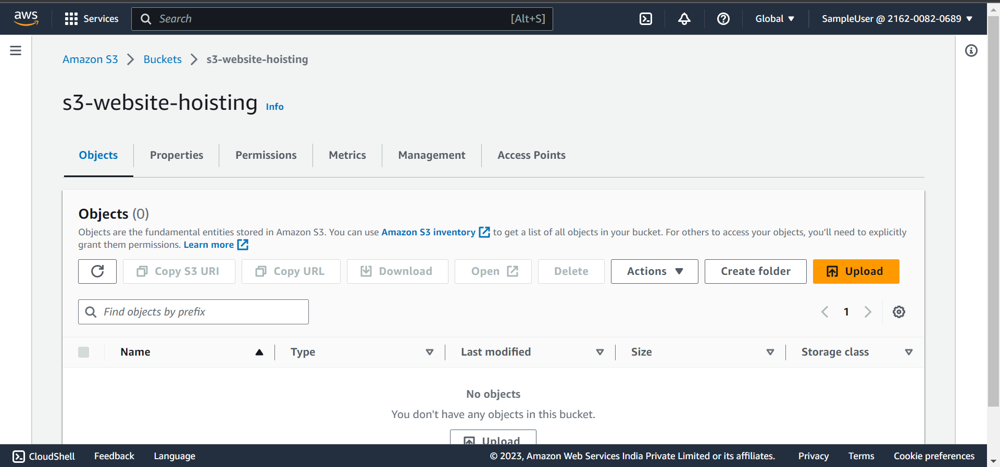 aws Services Search [Alt+S] Global SampleUser @ 2162-0082-0689
Amazon S3 Buckets s3-website-hoisting
s3-website-hoisting Info
Objects Properties Permissions Metrics Management Access Points
Objects (0)
Objects are the fundamental entities stored in Amazon S3. You can use Amazon S3 inventory to get a list of all objects in your bucket. For others to access your objects, you’ll need to explicitly
grant them permissions. Learn more
Copy S3 URI Copy URL Download Open Delete Actions Create folder Upload
Find objects by prefix 1
Name Type Last modified Size Storage class
No objects
You don't have any objects in this bucket.
Upload
CloudShell Feedback Language © 2023, Amazon Web Services India Private Limited or its affiliates. Privacy Terms Cookie preferences